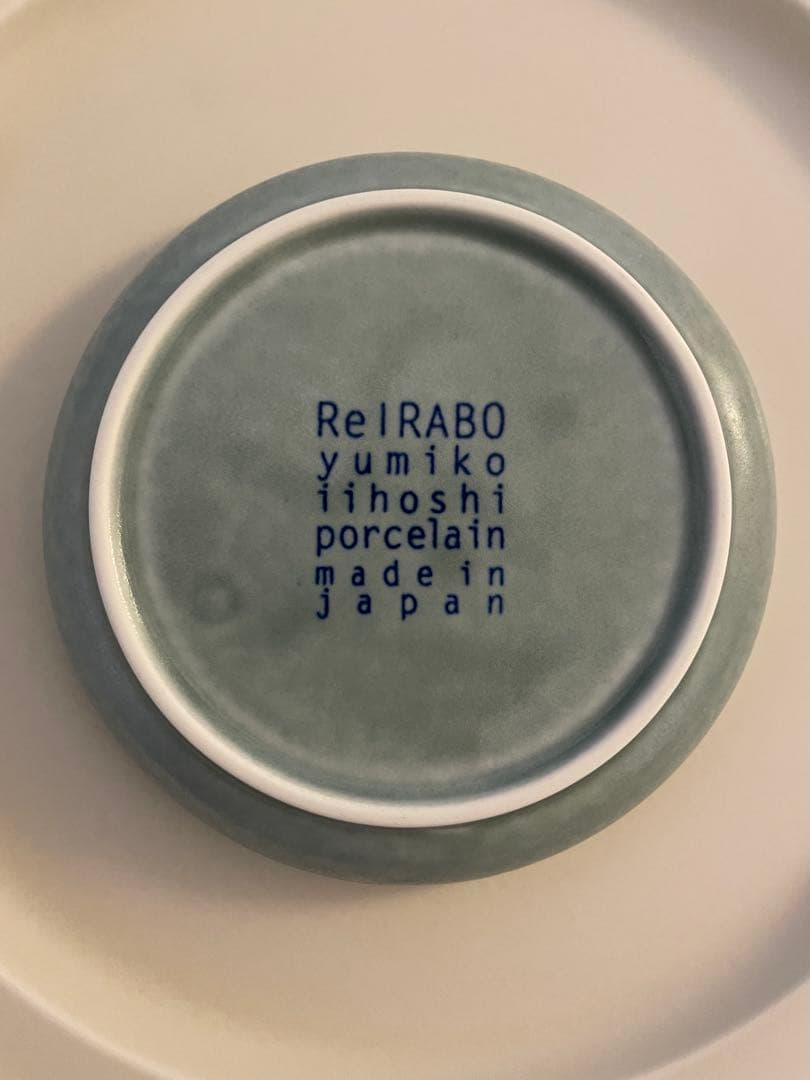 ReIRABO
yumiko
iihoshi
porcelain
made in
japan